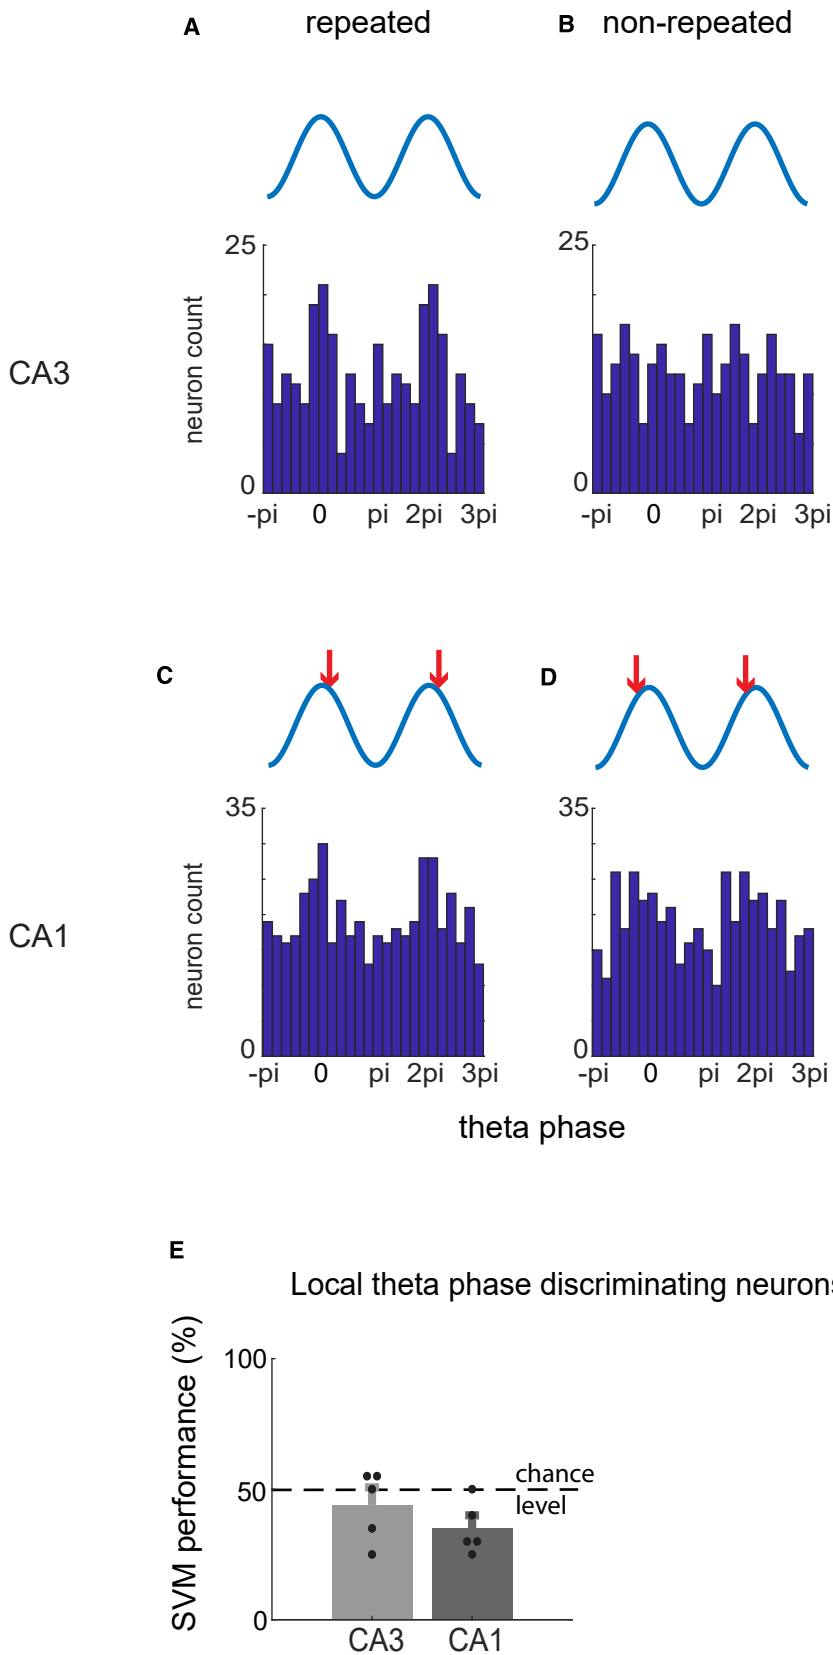 A repeated
B non-repeated
CA3
neuron count
25
0
-pi 0 pi 2pi 3pi
25
0
-pi 0 pi 2pi 3pi
C
D
CA1
neuron count
35
0
-pi 0 pi 2pi 3pi
35
0
-pi 0 pi 2pi 3pi
theta phase
E
Local theta phase discriminating neurons
SVM performance (%)
100
50
0
chance
level
CA3 CA1